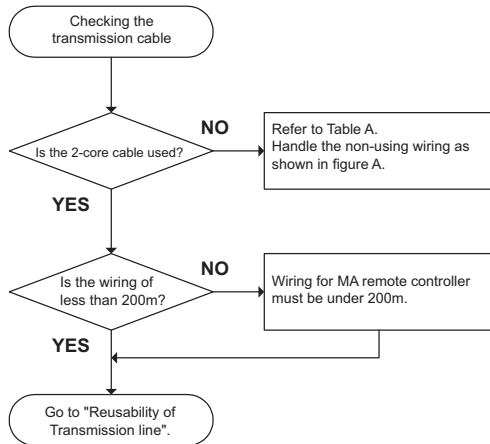 Checking the
transmission cable
NO
Is the 2-core cable used?
Refer to Table A.
Handle the non-using wiring as
shown in figure A.
YES
NO
Is the wiring of
less than 200m?
Wiring for MA remote controller
must be under 200m.
YES
Go to "Reusability of
Transmission line".